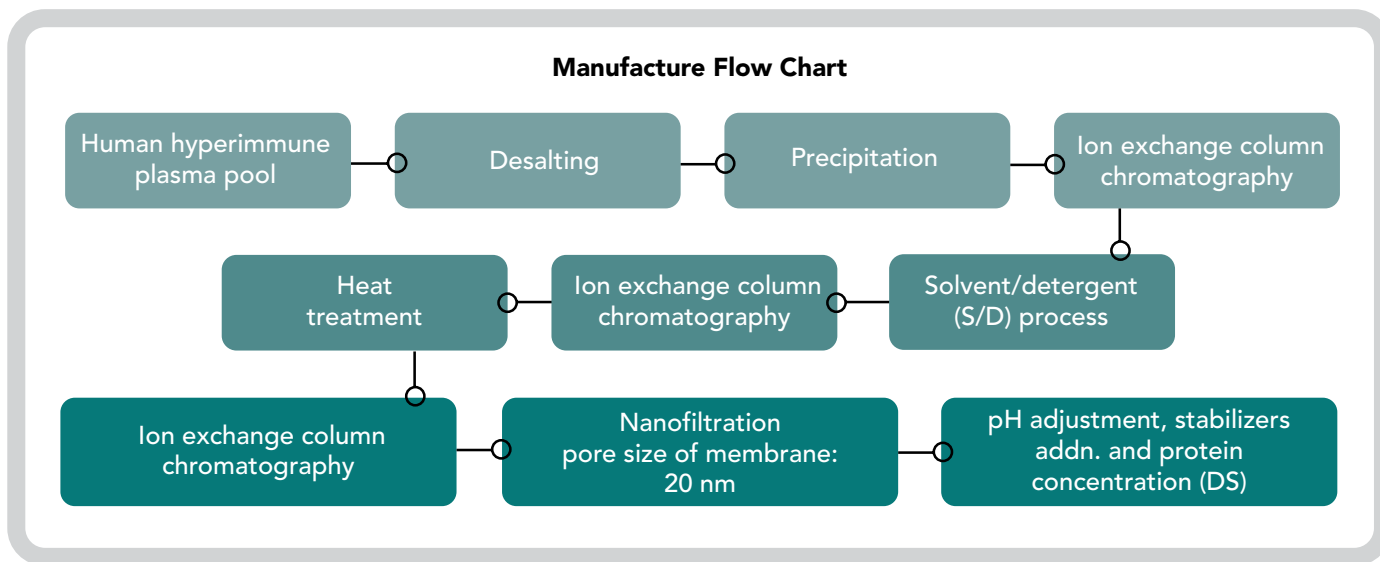 Manufacture Flow Chart
Human hyperimmune
plasma pool
Desalting
Precipitation
Ion exchange column
chromatography
Solvent/detergent
(S/D) process
Ion exchange column
chromatography
Heat
treatment
Ion exchange column
chromatography
Nanofiltration
pore size of membrane:
20 nm
pH adjustment, stabilizers
addn. and protein
concentration (DS)